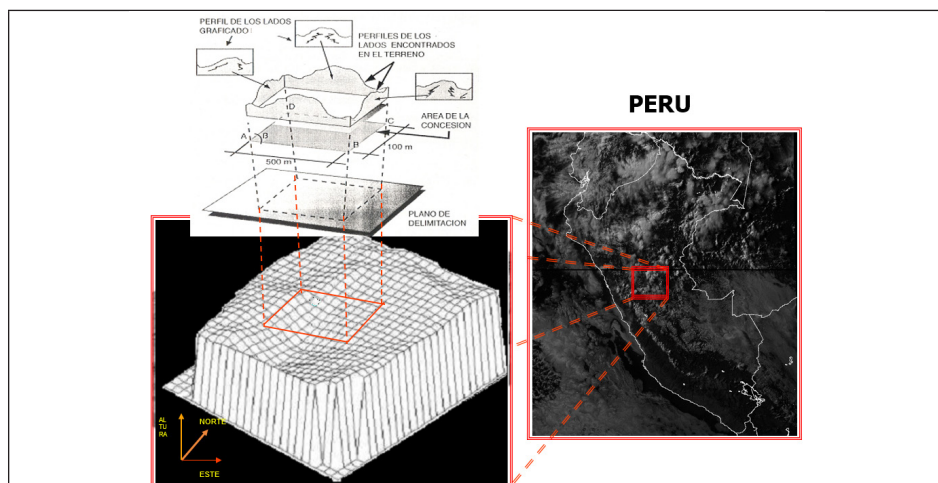 PERFIL DE LOS LADOS
GRAFICADO:
PERFILES DE LOS
LADOS ENCONTRADOS
EN EL TERRENO
D
A
B
C
B
AREA DE LA
CONCESION
100 m
500 m
PLANO DE
DELIMITACION
PERU
AL
TU
RA
NORTE
ESTE